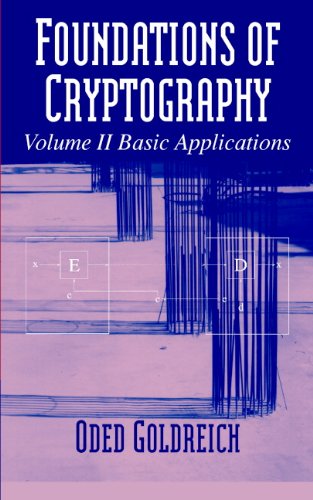 FOUNDATIONS OF
CRYPTOGRAPHY
Volume II Basic Applications
x E D x
e e e
d
ODED GOLDREICH